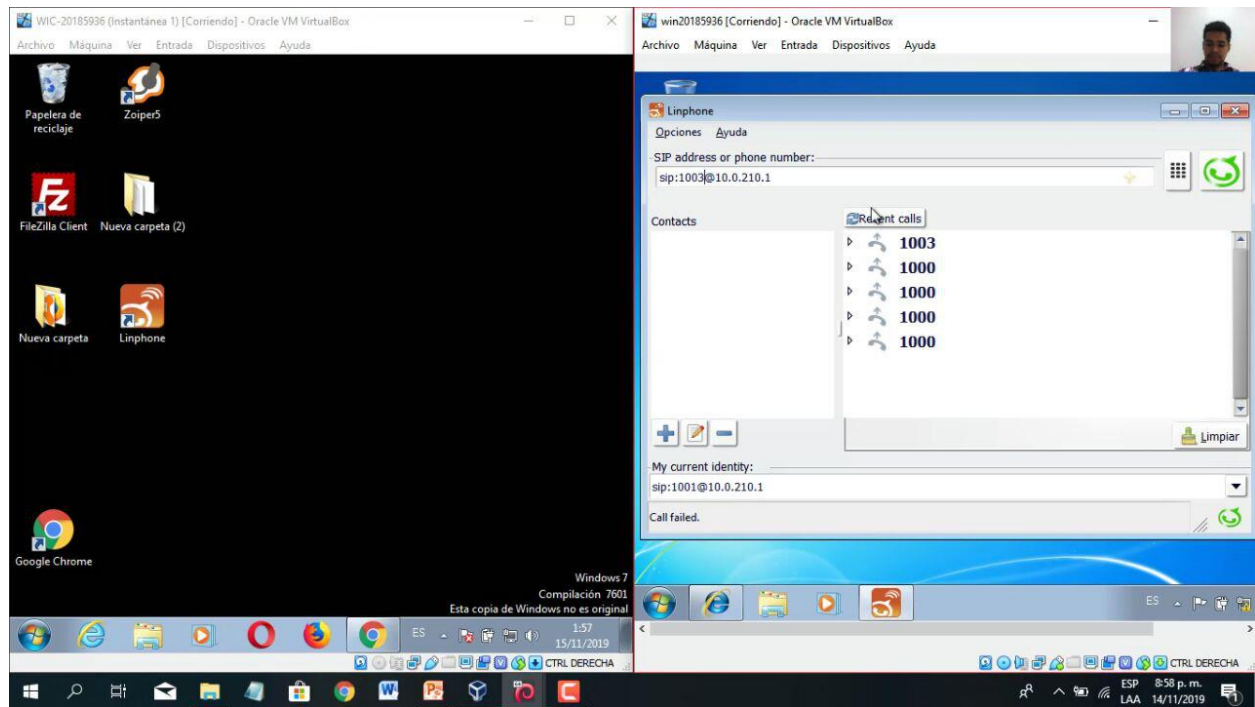 WIC-20185936 (Instantánea 1) [Corriendo] - Oracle VM VirtualBox
Archivo Máquina Ver Entrada Dispositivos Ayuda
Papelera de
reciclaje
Zoiper5
FileZilla Client
Nueva carpeta (2)
Nueva carpeta
Linphone
Google Chrome
Windows 7
Compilación 7601
Esta copia de Windows no es original
ES
1:57
15/11/2019
CTRL DERECHA
win20185936 [Corriendo] - Oracle VM VirtualBox
Archivo Máquina Ver Entrada Dispositivos Ayuda
Linphone
Opciones Ayuda
SIP address or phone number:
sip:1003@10.0.210.1
Contacts
Recent calls
1003
1000
1000
1000
1000
Limpiar
My current identity:
sip:1001@10.0.210.1
Call failed.
ES
CTRL DERECHA
ESP
LAA
8:58 p. m.
14/11/2019